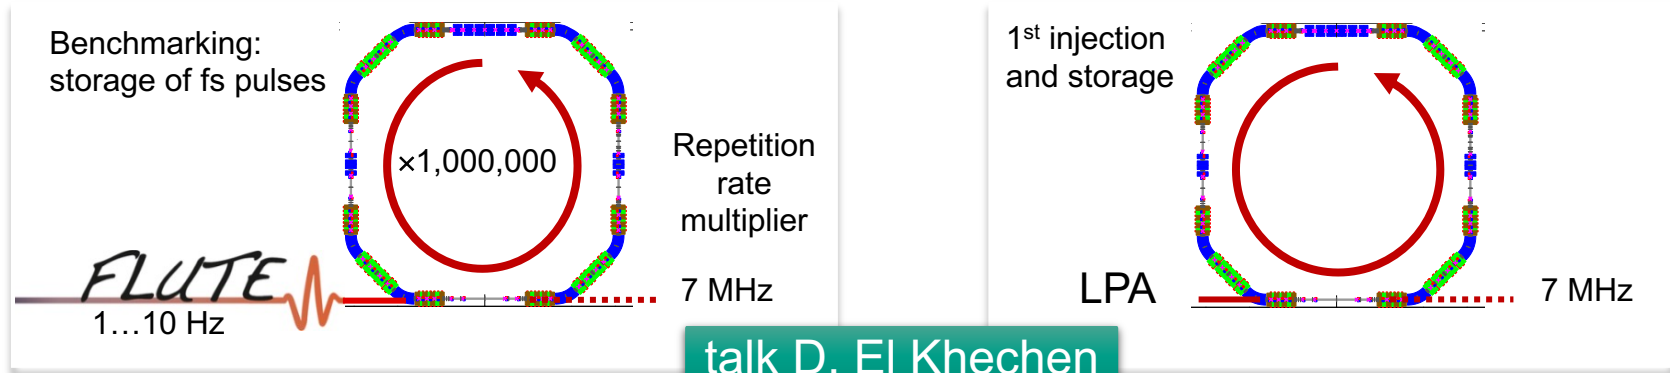 Benchmarking:
storage of fs pulses
×1,000,000
Repetition
rate
multiplier
FLUTE
1…10 Hz
7 MHz
1st injection
and storage
LPA
7 MHz
talk D. El Khechen